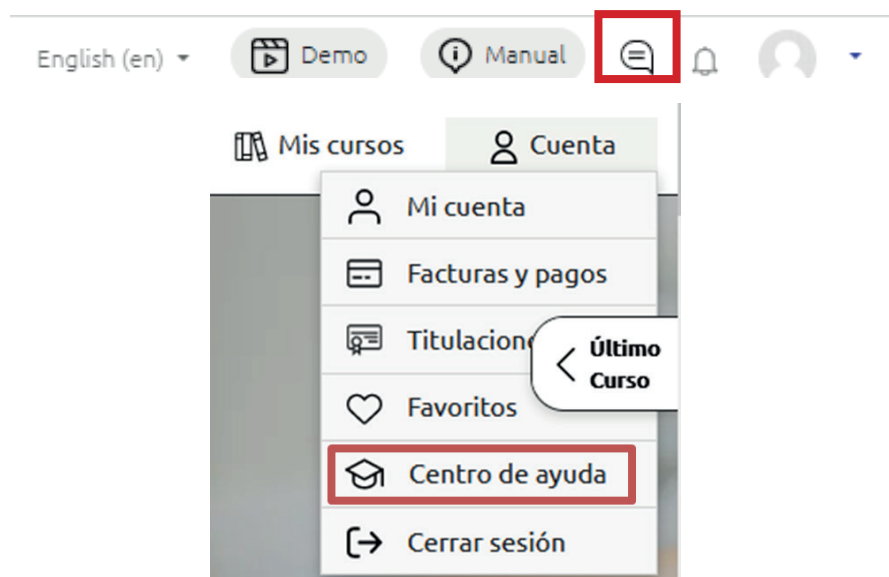 English (en)
Demo
Manual
Mis cursos
Cuenta
Mi cuenta
Facturas y pagos
Titulacione
Último
Curso
Favoritos
Centro de ayuda
Cerrar sesión